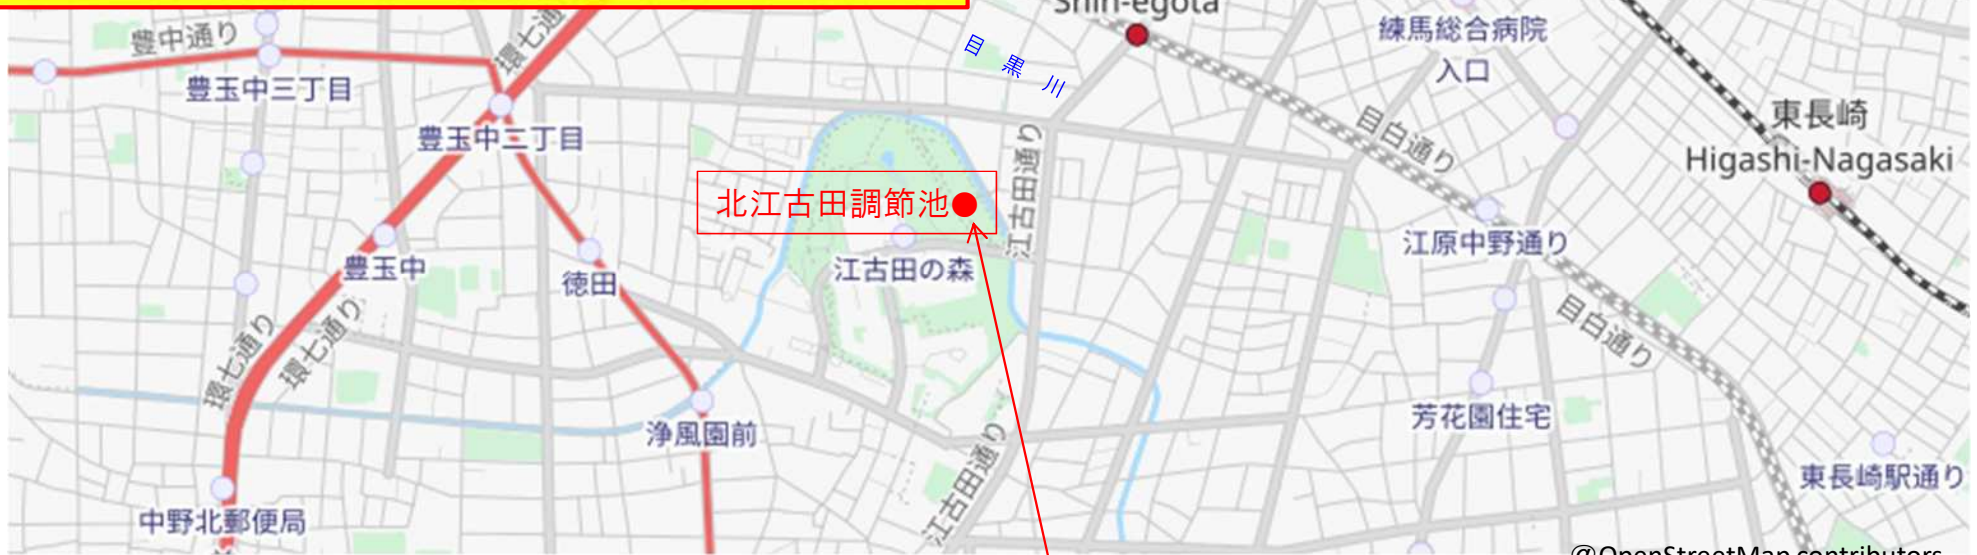 Shin-egota
豊中通り
環七通り
目黒川
練馬総合病院
入口
豊玉中三丁目
豊玉中二丁目
江古田通り
目白通り
東長崎
Higashi-Nagasaki
北江古田調節池
江原中野通り
豊玉中
徳田
江古田の森
環七通り
環七通り
目白通り
芳花園住宅
浄風園前
江古田通り
東長崎駅通り
中野北郵便局
@OpenStreetMap contributors